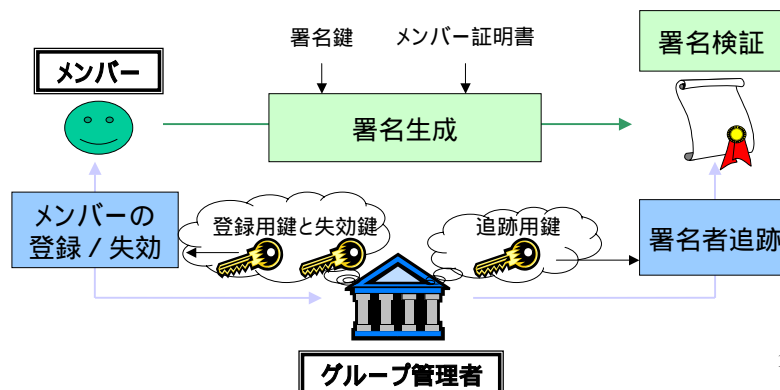 署名鍵
メンバー証明書
署名検証
メンバー
署名生成
メンバーの
登録 / 失効
登録用鍵と失効鍵
追跡用鍵
署名者追跡
グループ管理者